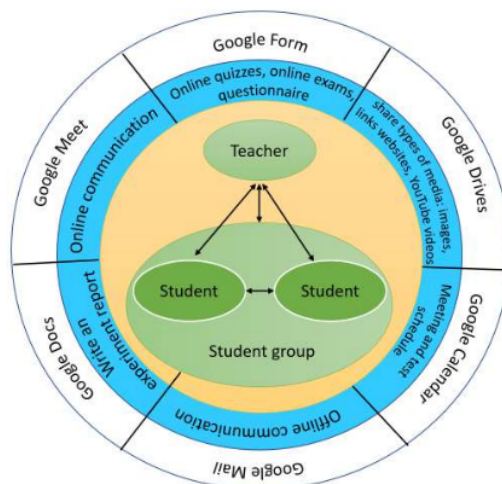 Google Form
Online quizzes, online exams,
questionnaire
Google Drives
share types of media: images,
links websites, YouTube videos
Google Calendar
Meeting and test
schedule
Google Mail
Offline communication
Google Docs
Write an
experiment report
Google Meet
Online communication
Teacher
Student
Student
Student group